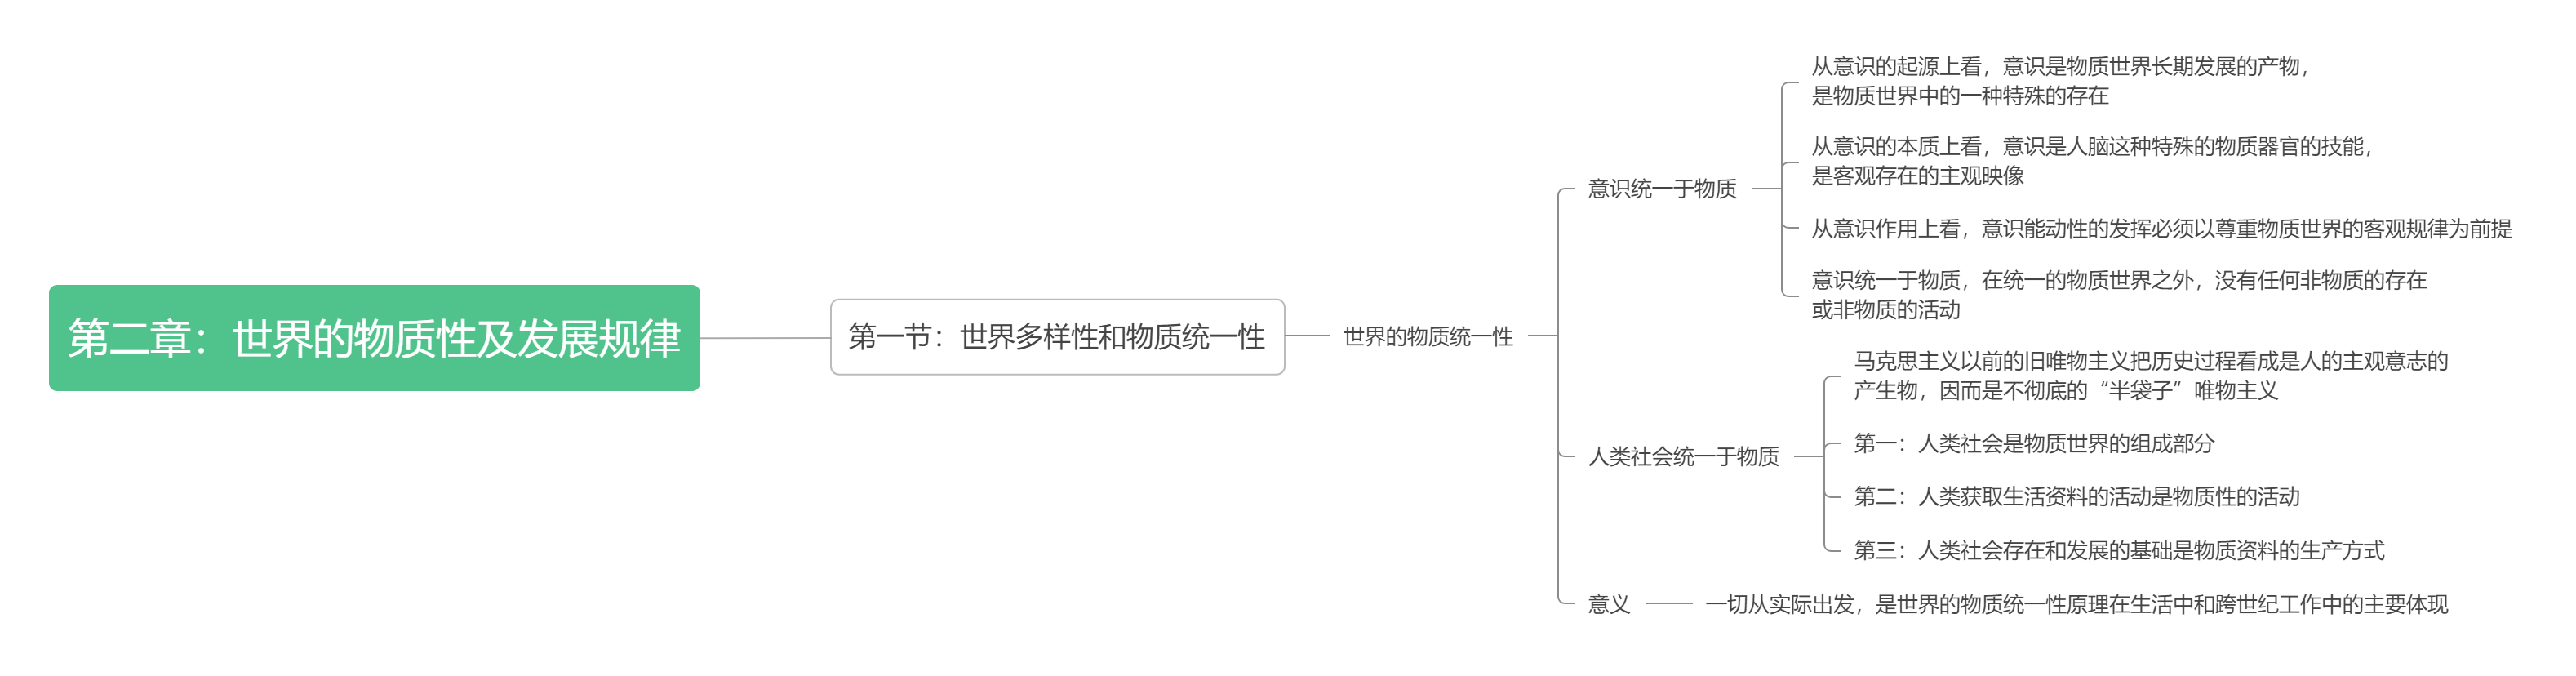 第二章：世界的物质性及发展规律
第一节：世界多样性和物质统一性
世界的物质统一性
意识统一于物质
从意识的起源上看，意识是物质世界长期发展的产物，
是物质世界中的一种特殊的存在
从意识的本质上看，意识是人脑这种特殊的物质器官的技能，
是客观存在的主观映像
从意识作用上看，意识能动性的发挥必须以尊重物质世界的客观规律为前提
意识统一于物质，在统一的物质世界之外，没有任何非物质的存在
或非物质的活动
人类社会统一于物质
马克思主义以前的旧唯物主义把历史过程看成是人的主观意志的
产生物，因而是不彻底的“半袋子”唯物主义
第一：人类社会是物质世界的组成部分
第二：人类获取生活资料的活动是物质性的活动
第三：人类社会存在和发展的基础是物质资料的生产方式
意义
一切从实际出发，是世界的物质统一性原理在生活中和跨世纪工作中的主要体现